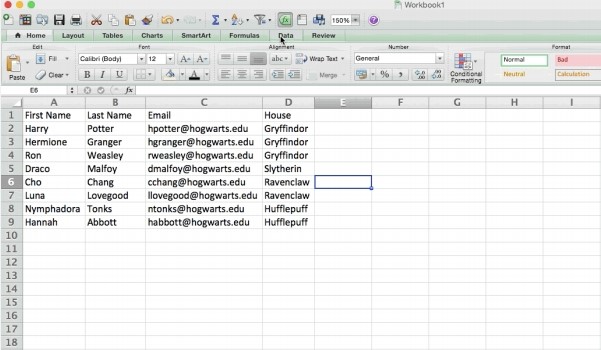 Workbook1
150%
Home Layout Tables Charts SmartArt Formulas Data Review
Edit Font Alignment Number Format
Paste Fill Calibri (Body) 12 abc Wrap Text General Conditional Formatting Normal Bad
Clear B I U A Merge % , Neutral Calculation
E6 fx
A B C D E F G H I
1 First Name Last Name Email House
2 Harry Potter hpotter@hogwarts.edu Gryffindor
3 Hermione Granger hgranger@hogwarts.edu Gryffindor
4 Ron Weasley rweasley@hogwarts.edu Gryffindor
5 Draco Malfoy dmalfoy@hogwarts.edu Slytherin
6 Cho Chang cchang@hogwarts.edu Ravenclaw
7 Luna Lovegood llovegood@hogwarts.edu Ravenclaw
8 Nymphadora Tonks ntonks@hogwarts.edu Hufflepuff
9 Hannah Abbott habbott@hogwarts.edu Hufflepuff
10
11
12
13
14
15
16
17
18